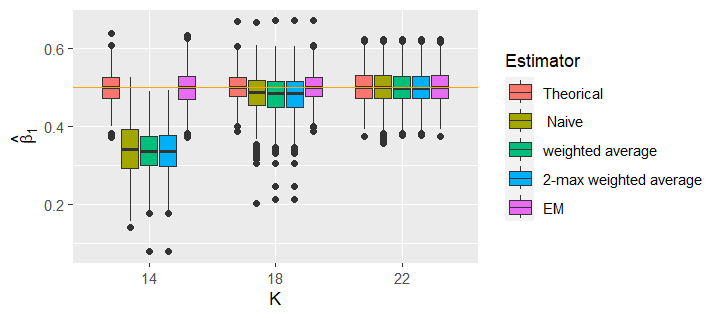 0.6
0.4
0.2
β̂1
14
18
22
K
Estimator
Theorical
Naive
weighted average
2-max weighted average
EM